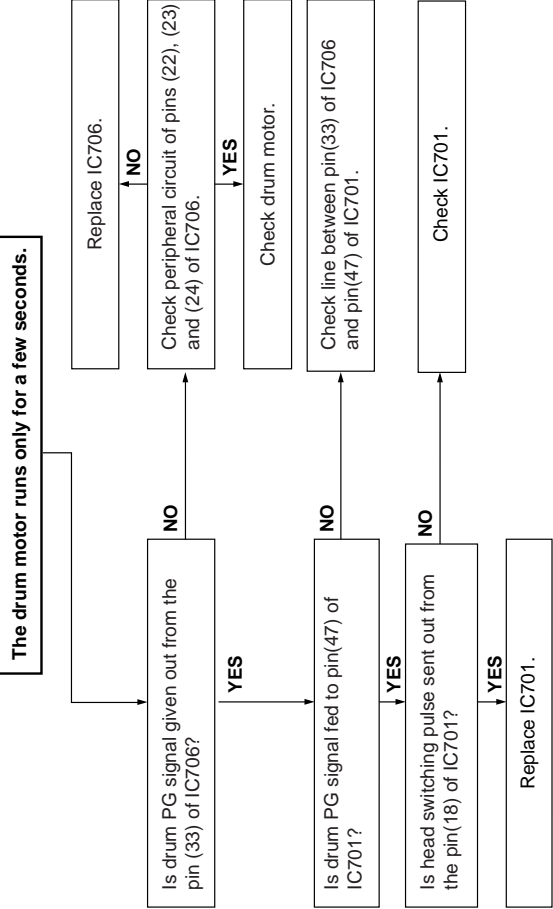 The drum motor runs only for a few seconds.
Is drum PG signal given out from the
pin (33) of IC706?
NO
Check peripheral circuit of pins (22), (23)
and (24) of IC706.
NO
Replace IC706.
YES
Check drum motor.
YES
Is drum PG signal fed to pin(47) of
IC701?
NO
Check line between pin(33) of IC706
and pin(47) of IC701.
YES
Is head switching pulse sent out from
the pin(18) of IC701?
NO
Check IC701.
YES
Replace IC701.